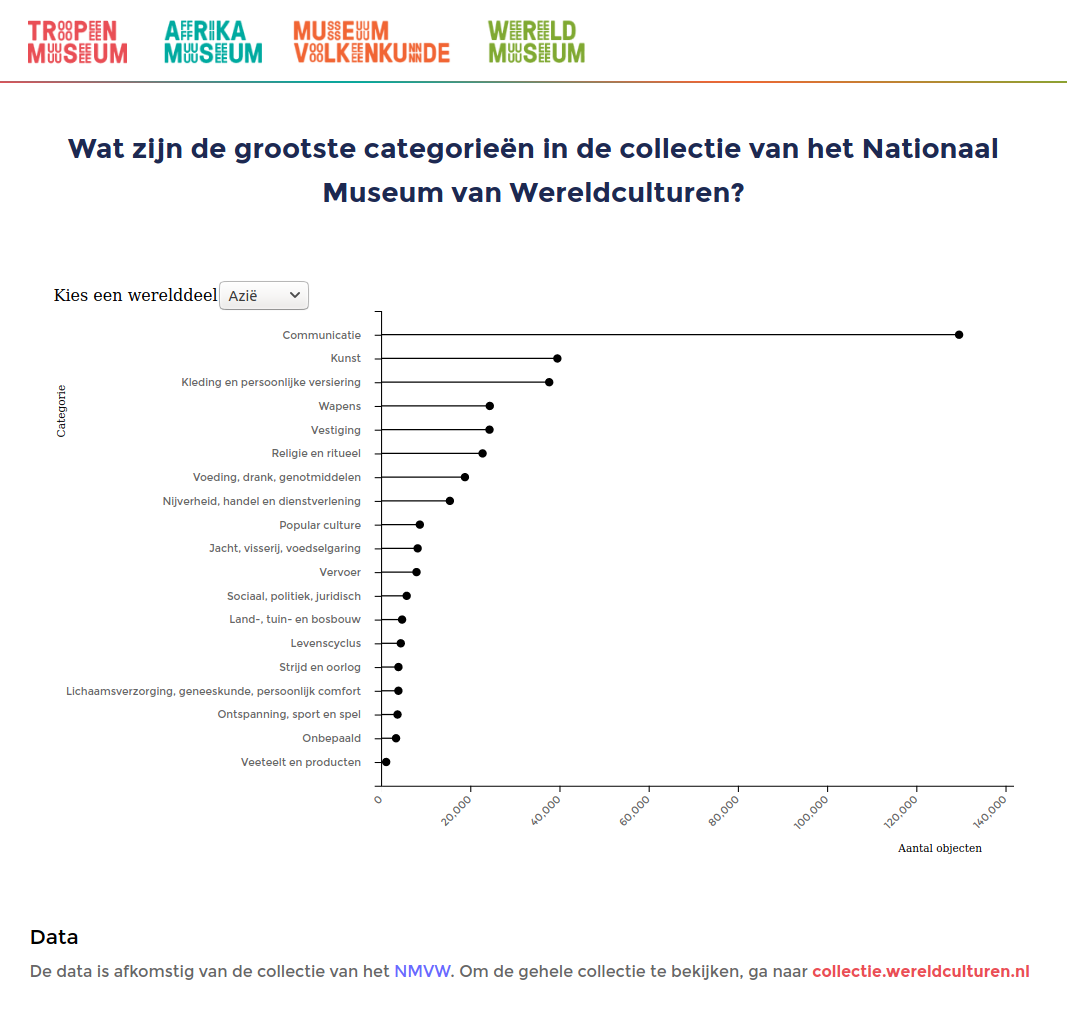 TROPEN MUSEUM
AFRIKA MUSEUM
MUSEUM VOLKENKUNDE
WERELD MUSEUM
Wat zijn de grootste categorieën in de collectie van het Nationaal
Museum van Wereldculturen?
Kies een werelddeel Azië
Categorie
Communicatie
Kunst
Kleding en persoonlijke versiering
Wapens
Vestiging
Religie en ritueel
Voeding, drank, genotmiddelen
Nijverheid, handel en dienstverlening
Popular culture
Jacht, visserij, voedselgaring
Vervoer
Sociaal, politiek, juridisch
Land-, tuin- en bosbouw
Levenscyclus
Strijd en oorlog
Lichaamsverzorging, geneeskunde, persoonlijk comfort
Ontspanning, sport en spel
Onbepaald
Veeteelt en producten
0 20,000 40,000 60,000 80,000 100,000 120,000 140,000
Aantal objecten
Data
De data is afkomstig van de collectie van het NMVW. Om de gehele collectie te bekijken, ga naar collectie.wereldculturen.nl